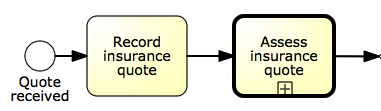 Record
insurance
quote
Assess
insurance
quote
Quote
received